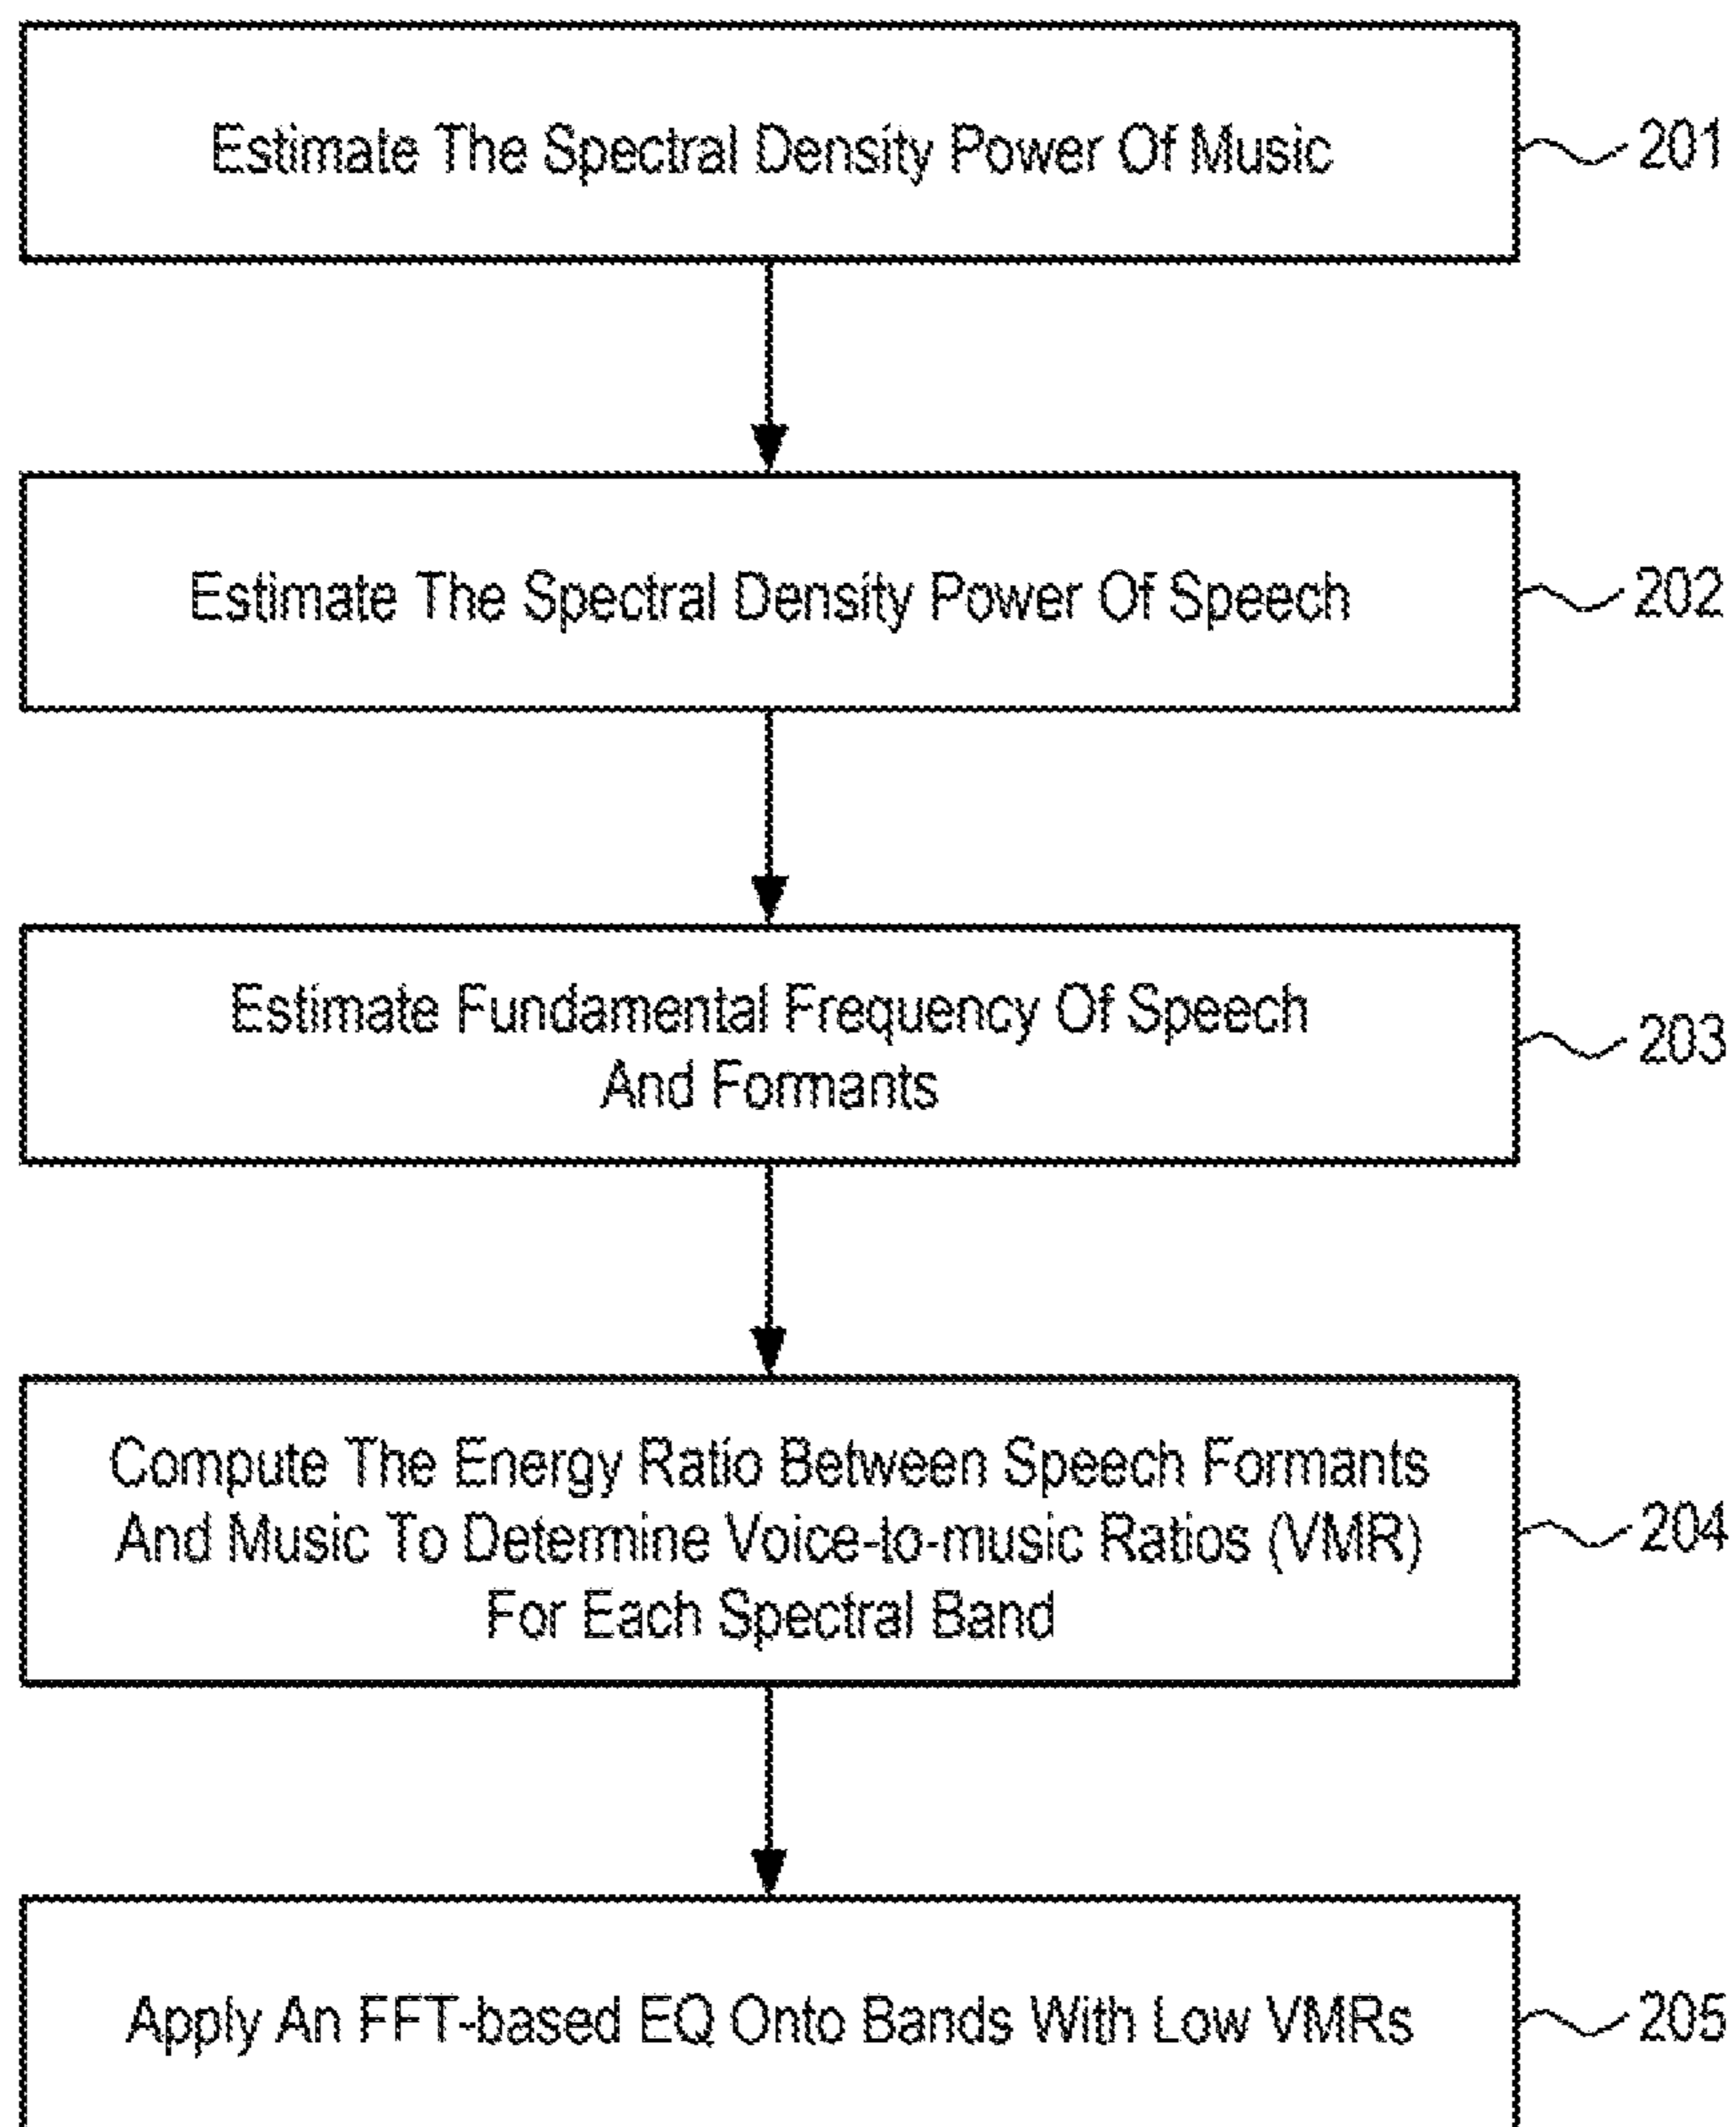 Estimate The Spectral Density Power Of Music
201
Estimate The Spectral Density Power Of Speech
202
Estimate Fundamental Frequency Of Speech
And Formants
203
Compute The Energy Ratio Between Speech Formants
And Music To Determine Voice-to-music Ratios (VMR)
For Each Spectral Band
204
Apply An FFT-based EQ Onto Bands With Low VMRs
205